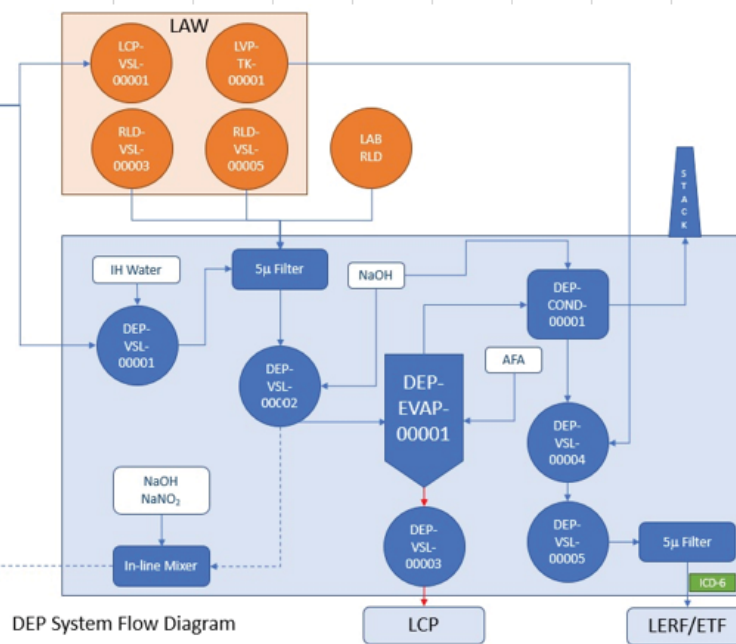 LAW
LCP-
VSL-
00001
LVP-
TK-
00001
RLD-
VSL-
00003
RLD-
VSL-
00005
LAB
RLD
STACK
IH Water
5µ Filter
NaOH
DEP-
COND-
00001
DEP-
VSL-
00001
DEP-
VSL-
00002
DEP-
EVAP-
00001
AFA
DEP-
VSL-
00004
NaOH
NaNO₂
In-line Mixer
DEP-
VSL-
00003
DEP-
VSL-
00005
5µ Filter
ICD-6
DEP System Flow Diagram
LCP
LERF/ETF